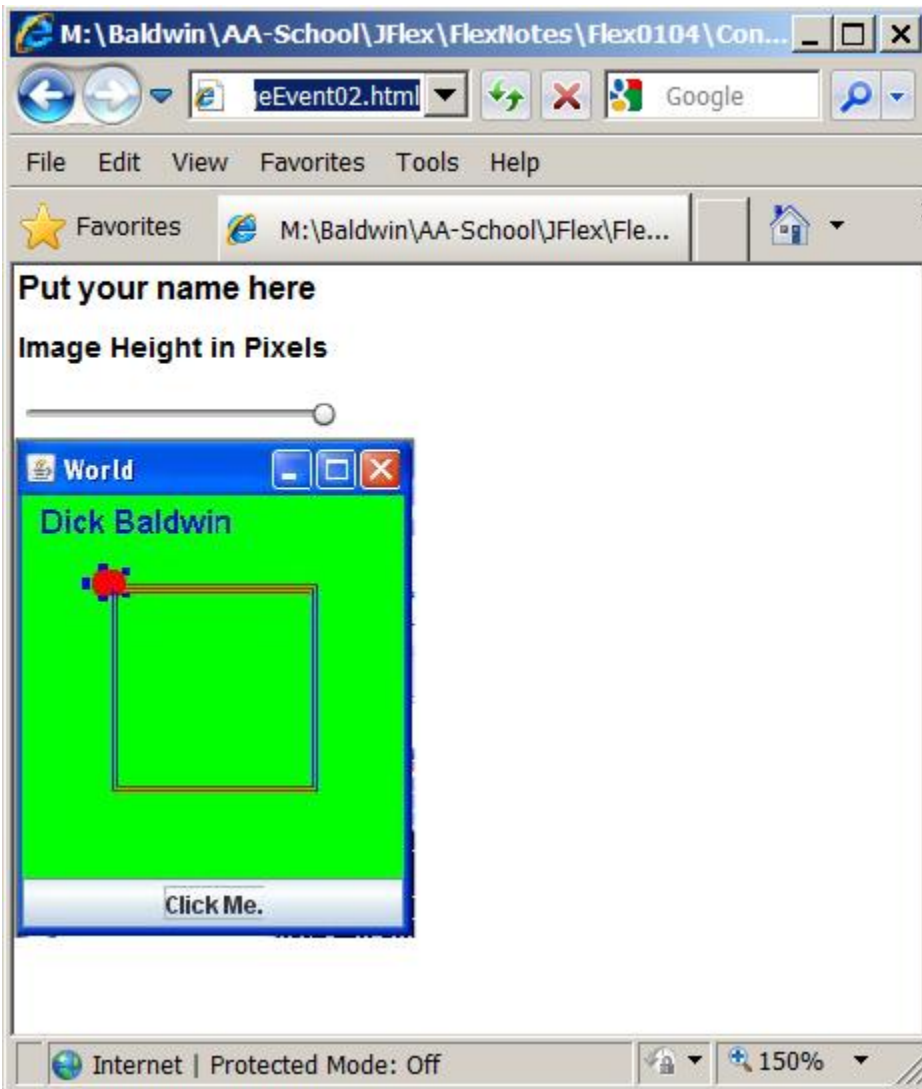 M:\Baldwin\AA-School\JFlex\FlexNotes\Flex0104\Con...
eEvent02.html
Google
File Edit View Favorites Tools Help
Favorites
M:\Baldwin\AA-School\JFlex\Fle...
Put your name here
Image Height in Pixels
World
Dick Baldwin
Click Me.
Internet | Protected Mode: Off
150%